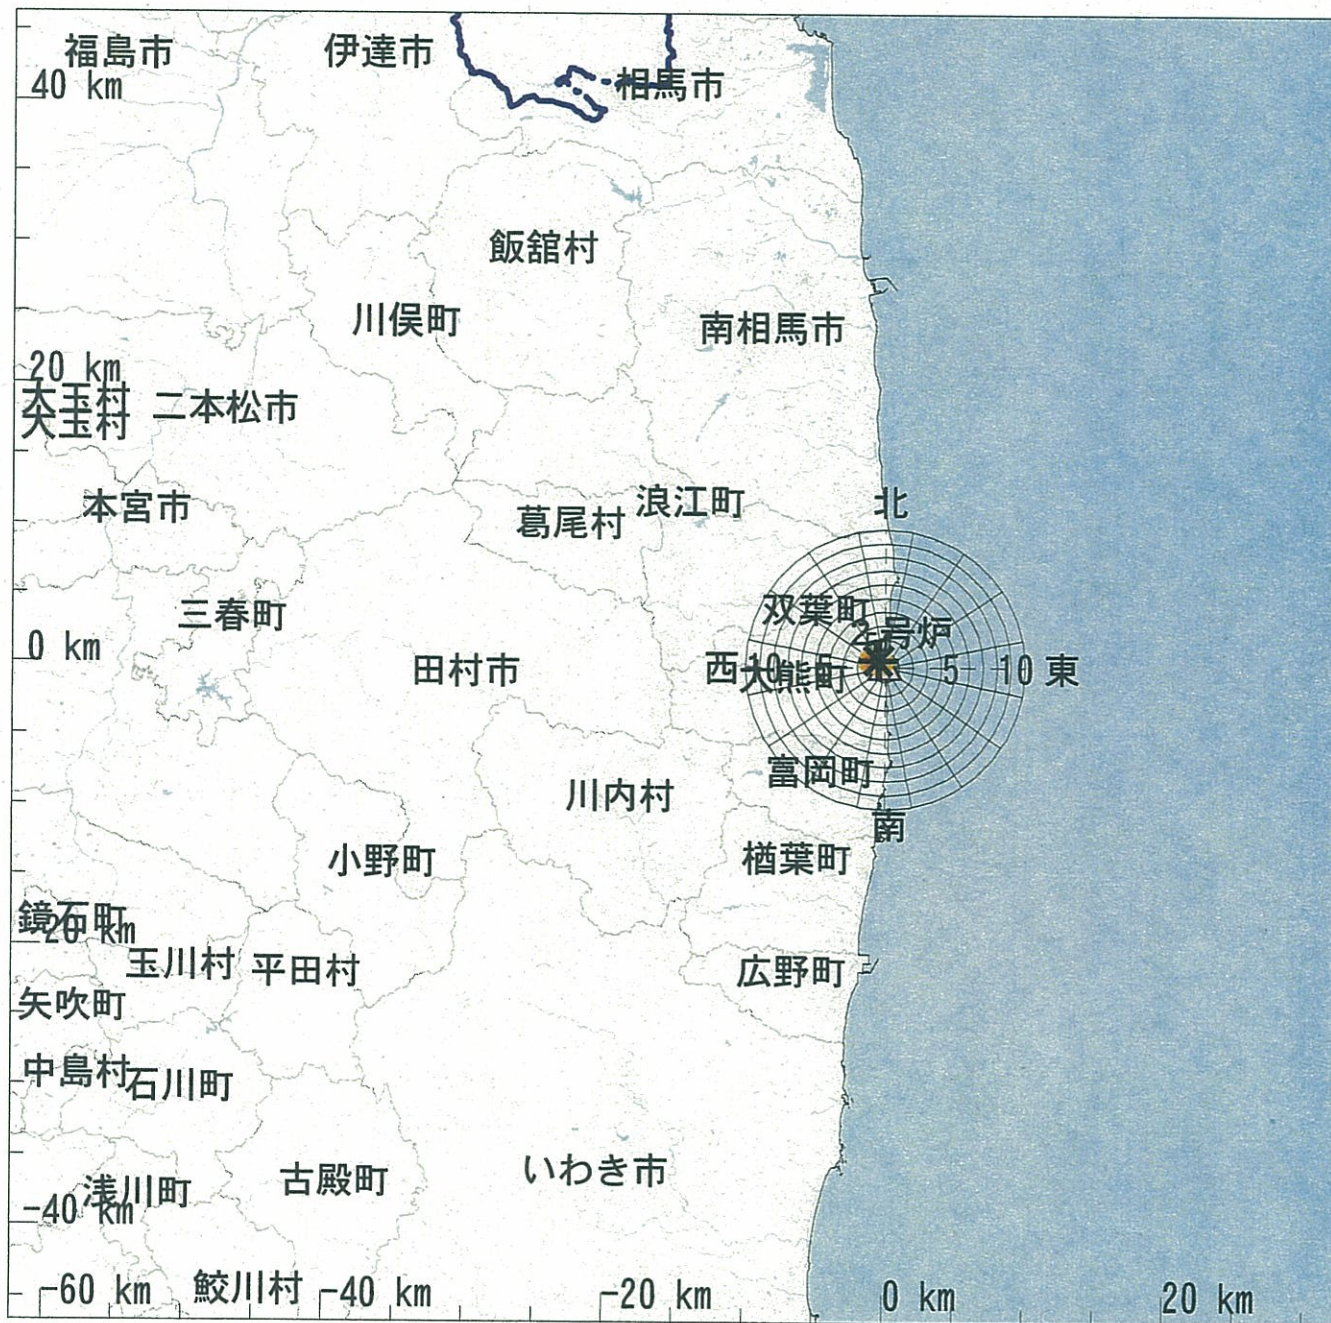 福島市 伊達市
40 km 相馬市
飯舘村
川俣町 南相馬市
20 km
大玉村 二本松市
大玉村
本宮市 葛尾村 浪江町 北
三春町 双葉町
2号炉
0 km 田村市 西 10 5 5 10 東
大熊町
川内村 富岡町
小野町 楢葉町 南
鏡石町
-20 km
玉川村 平田村 広野町
矢吹町
中島村 石川町
浅川町 古殿町 いわき市
-40 km
-60 km 鮫川村 -40 km -20 km 0 km 20 km